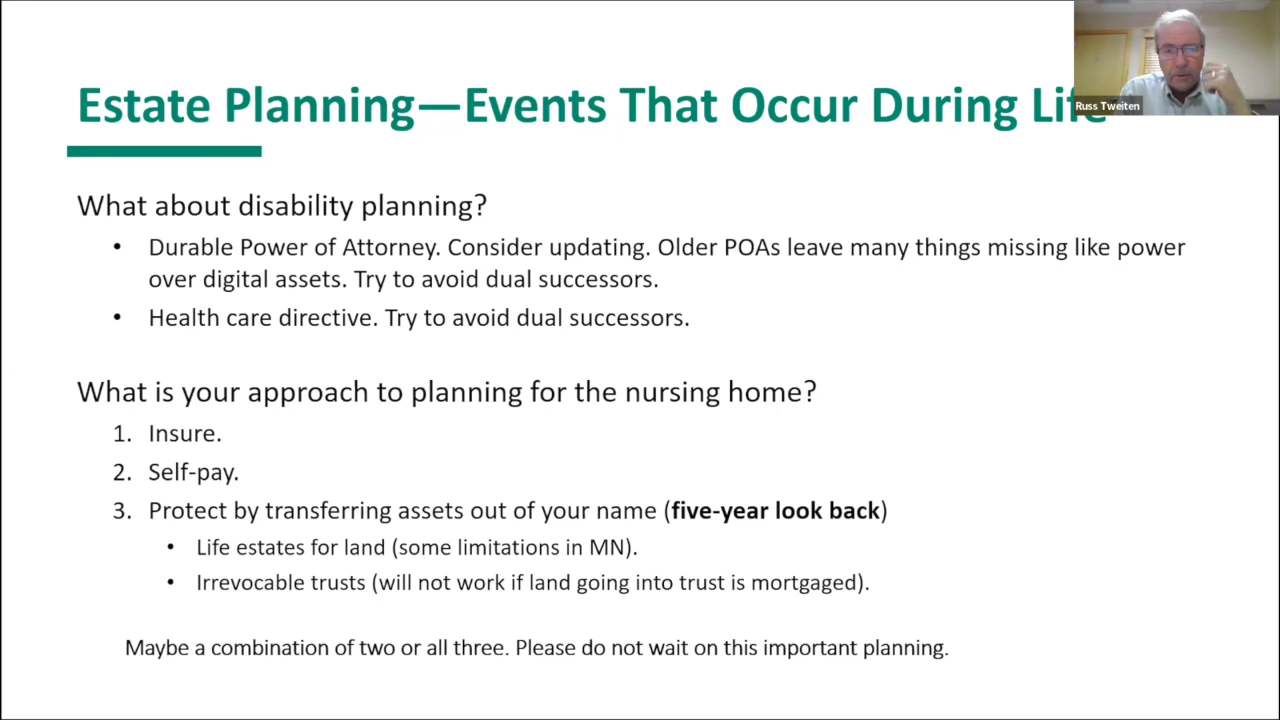 Estate Planning—Events That Occur During Life
Russ Tweiten
What about disability planning?
• Durable Power of Attorney. Consider updating. Older POAs leave many things missing like power
over digital assets. Try to avoid dual successors.
• Health care directive. Try to avoid dual successors.
What is your approach to planning for the nursing home?
1. Insure.
2. Self-pay.
3. Protect by transferring assets out of your name (five-year look back)
• Life estates for land (some limitations in MN).
• Irrevocable trusts (will not work if land going into trust is mortgaged).
Maybe a combination of two or all three. Please do not wait on this important planning.